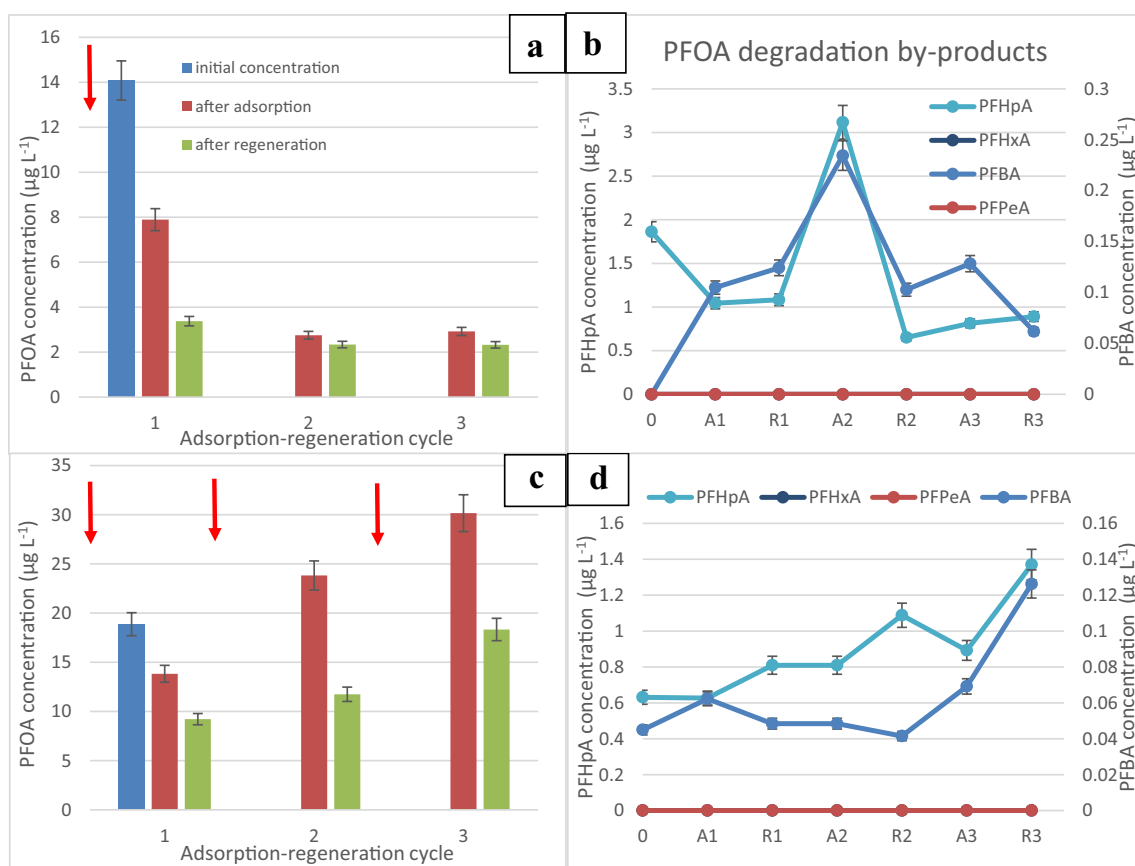 a
16
14
12
10
8
6
4
2
0
PFOA concentration (µg L⁻¹)
initial concentration
after adsorption
after regeneration
1 2 3
Adsorption-regeneration cycle
b
PFOA degradation by-products
3.5
3
2.5
2
1.5
1
0.5
0
PFHpA concentration (µg L⁻¹)
PFHpA
PFHxA
PFBA
PFPeA
0.3
0.25
0.2
0.15
0.1
0.05
0
PFBA concentration (µg L⁻¹)
0 A1 R1 A2 R2 A3 R3
c
35
30
25
20
15
10
5
0
PFOA concentration (µg L⁻¹)
1 2 3
Adsorption-regeneration cycle
d
PFHpA PFHxA PFPeA PFBA
1.6
1.4
1.2
1
0.8
0.6
0.4
0.2
0
PFHpA concentration (µg L⁻¹)
0.16
0.14
0.12
0.1
0.08
0.06
0.04
0.02
0
PFBA concentration (µg L⁻¹)
0 A1 R1 A2 R2 A3 R3